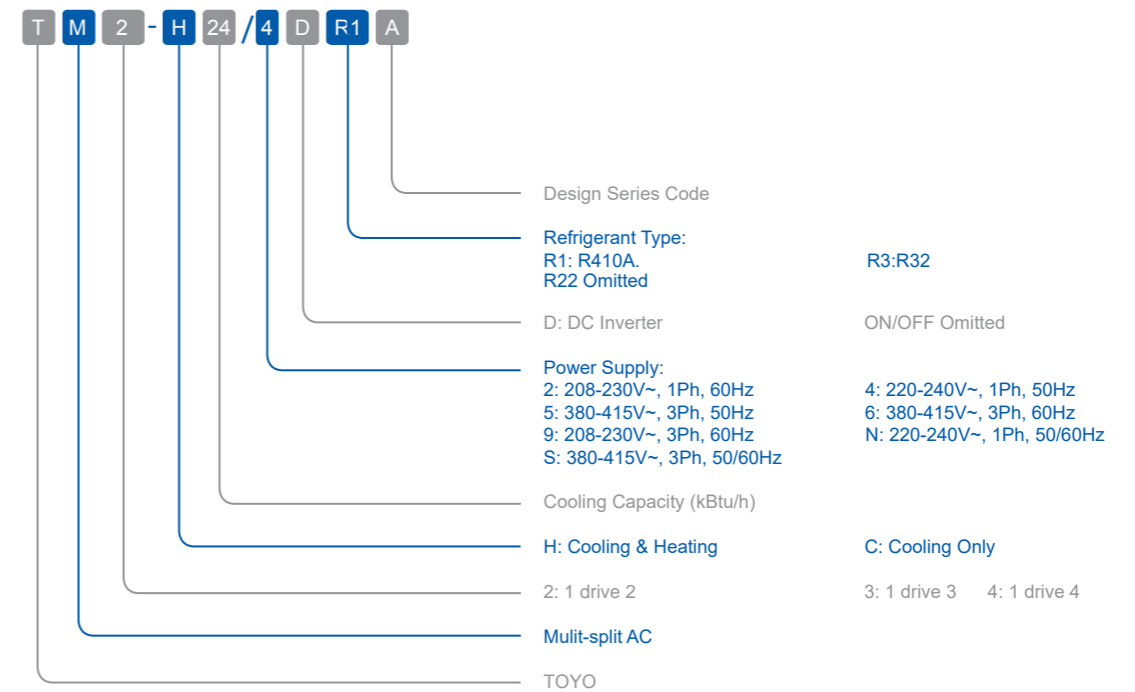 T M 2 - H 24 / 4 D R1 A
Design Series Code
Refrigerant Type:
R1: R410A. R3:R32
R22 Omitted
D: DC Inverter ON/OFF Omitted
Power Supply:
2: 208-230V~, 1Ph, 60Hz 4: 220-240V~, 1Ph, 50Hz
5: 380-415V~, 3Ph, 50Hz 6: 380-415V~, 3Ph, 60Hz
9: 208-230V~, 3Ph, 60Hz N: 220-240V~, 1Ph, 50/60Hz
S: 380-415V~, 3Ph, 50/60Hz
Cooling Capacity (kBtu/h)
H: Cooling & Heating C: Cooling Only
2: 1 drive 2 3: 1 drive 3 4: 1 drive 4
Mulit-split AC
TOYO